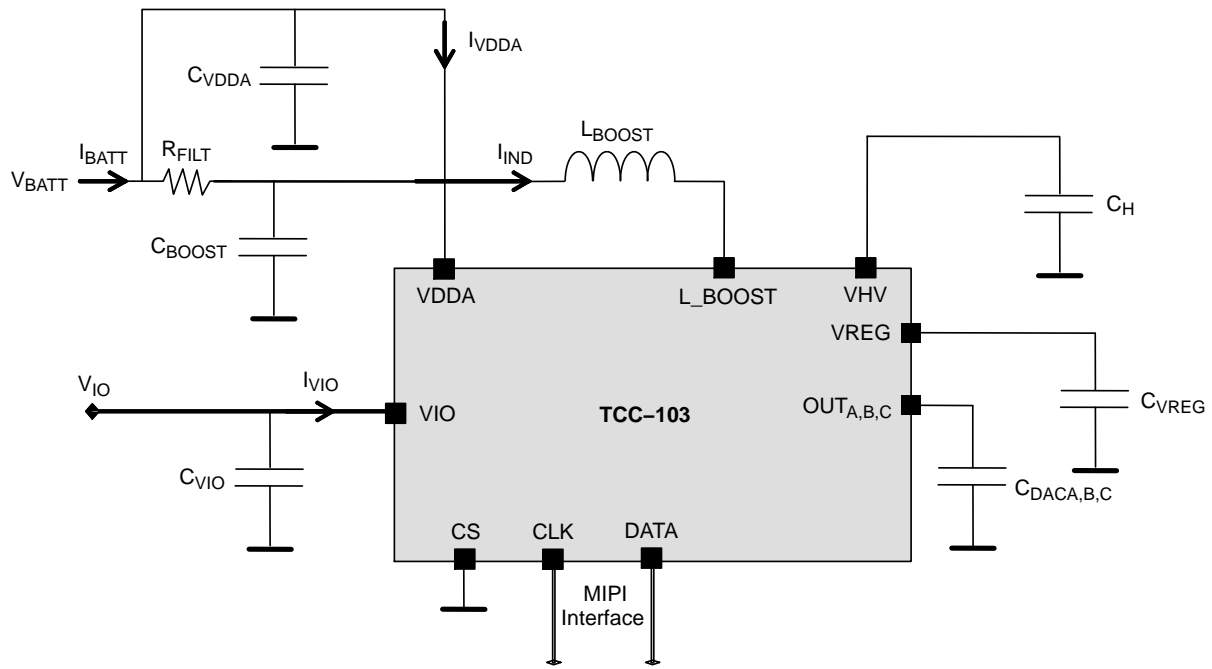 I_VDDA
C_VDDA
I_BATT
R_FILT
I_IND
L_BOOST
V_BATT
C_BOOST
C_H
VDDA
L_BOOST
VHV
VREG
V_IO
I_VIO
VIO
TCC–103
OUT_A,B,C
C_VREG
C_VIO
C_DACA,B,C
CS
CLK
DATA
MIPI
Interface